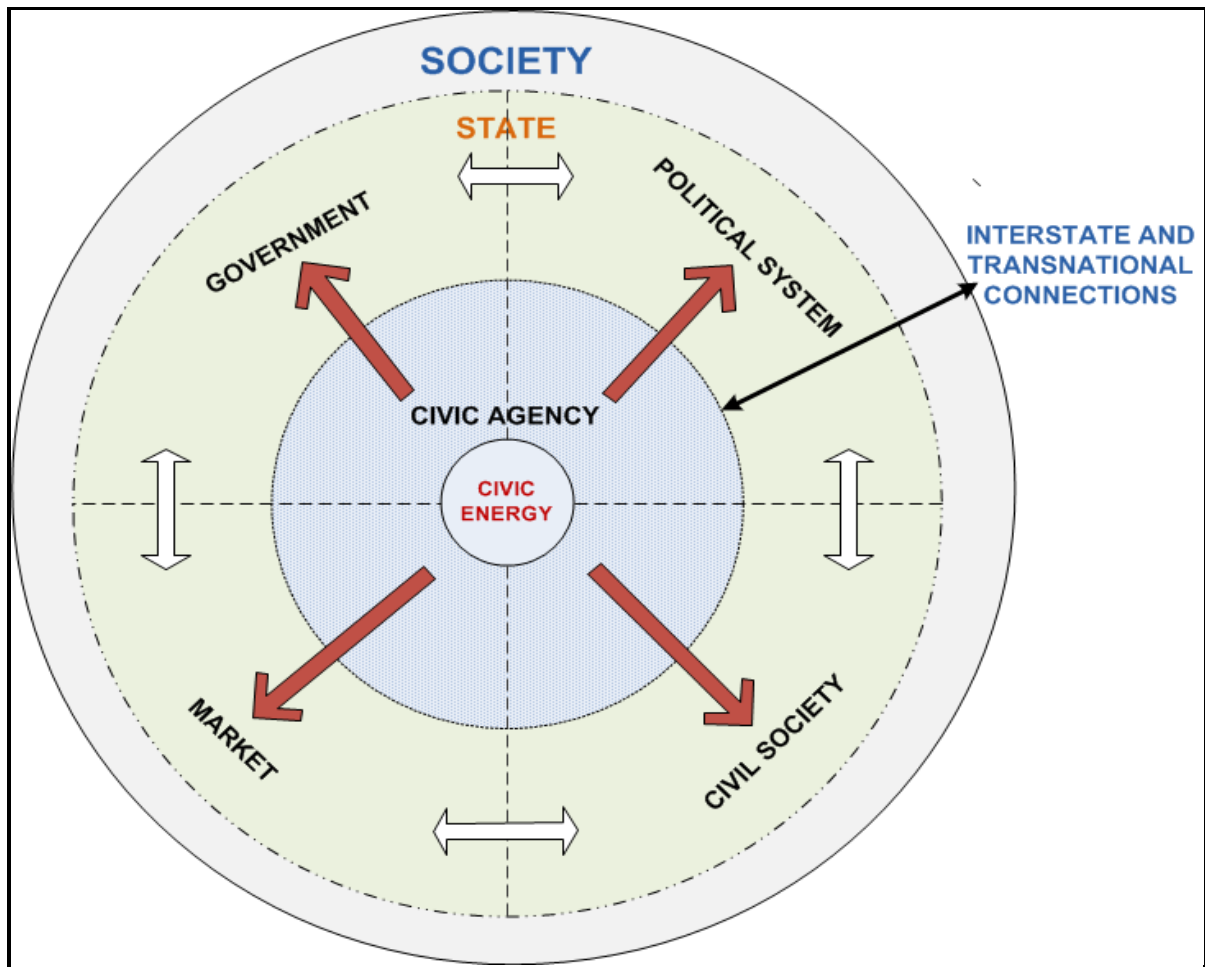 SOCIETY
STATE
GOVERNMENT
POLITICAL SYSTEM
INTERSTATE AND
TRANSNATIONAL
CONNECTIONS
CIVIC AGENCY
CIVIC
ENERGY
MARKET
CIVIL SOCIETY